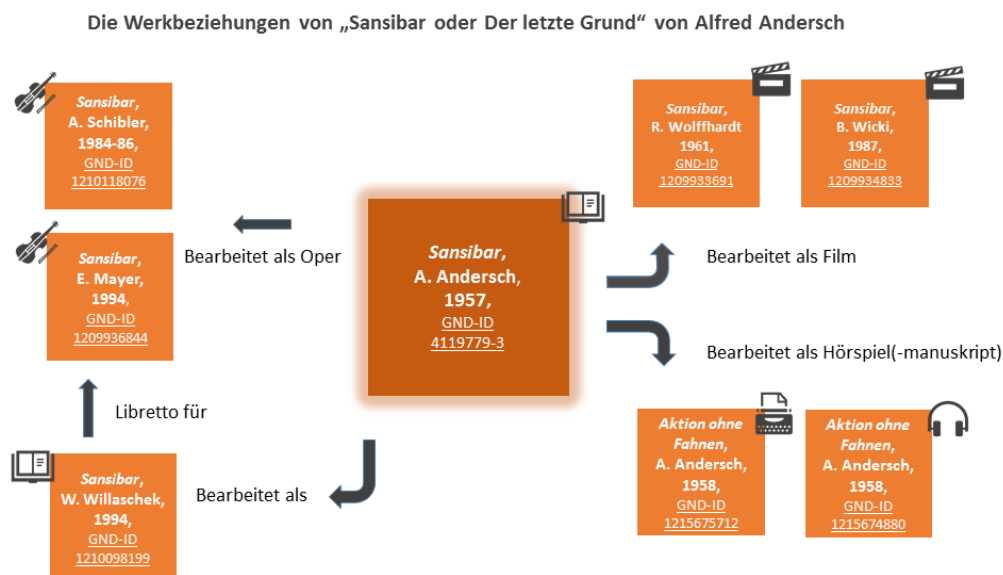 Die Werkbeziehungen von „Sansibar oder Der letzte Grund“ von Alfred Andersch
Sansibar,
A. Schibler,
1984-86,
GND-ID
1210118076
Sansibar,
E. Mayer,
1994,
GND-ID
1209936844
Bearbeitet als Oper
Libretto für
Sansibar,
W. Willaschek,
1994,
GND-ID
1210098199
Bearbeitet als
Sansibar,
A. Andersch,
1957,
GND-ID
4119779-3
Sansibar,
R. Wolffhardt
1961,
GND-ID
1209933691
Sansibar,
B. Wicki,
1987,
GND-ID
1209934833
Bearbeitet als Film
Bearbeitet als Hörspiel(-manuskript)
Aktion ohne
Fahnen,
A. Andersch,
1958,
GND-ID
1215675712
Aktion ohne
Fahnen,
A. Andersch,
1958,
GND-ID
1215674880